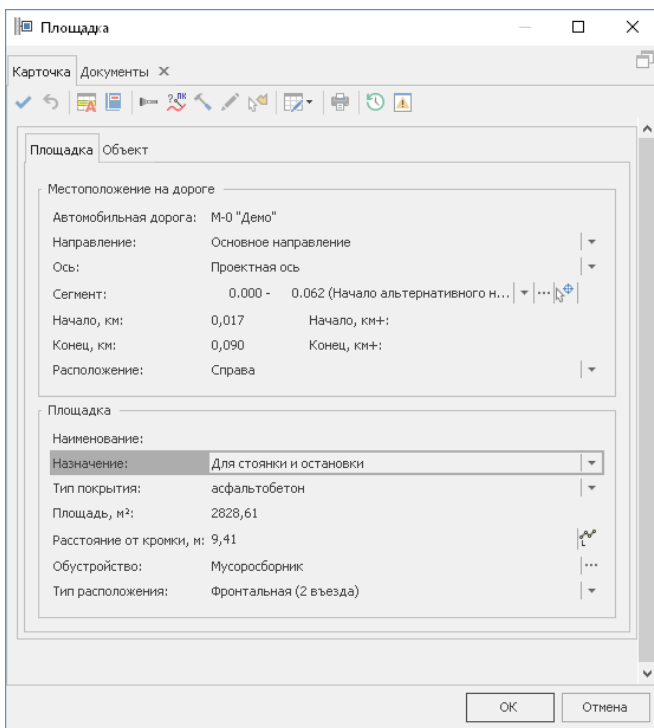 Площадка
Карточка Документы
Площадка Объект
Местоположение на дороге
Автомобильная дорога: М-0 "Демо"
Направление: Основное направление
Ось: Проектная ось
Сегмент: 0.000 - 0.062 (Начало альтернативного н...
Начало, км: 0,017 Начало, км+:
Конец, км: 0,090 Конец, км+:
Расположение: Справа
Площадка
Наименование:
Назначение: Для стоянки и остановки
Тип покрытия: асфальтобетон
Площадь, м²: 2828,61
Расстояние от кромки, м: 9,41
Обустройство: Мусоросборник
Тип расположения: Фронтальная (2 въезда)
ОК Отмена